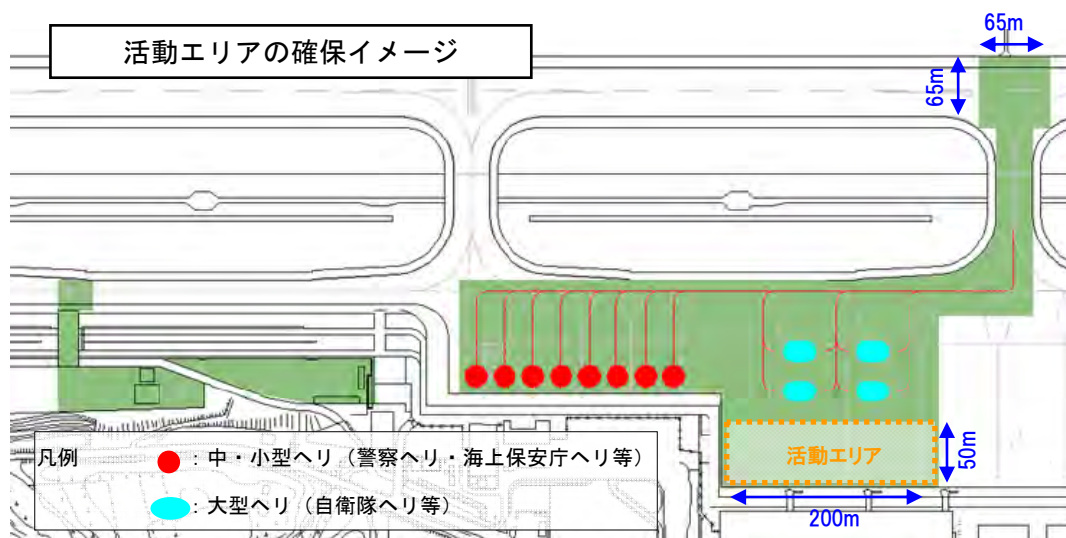 活動エリアの確保イメージ
65m
65m
活動エリア
50m
200m
凡例
：中・小型ヘリ（警察ヘリ・海上保安庁ヘリ等）
：大型ヘリ（自衛隊ヘリ等）